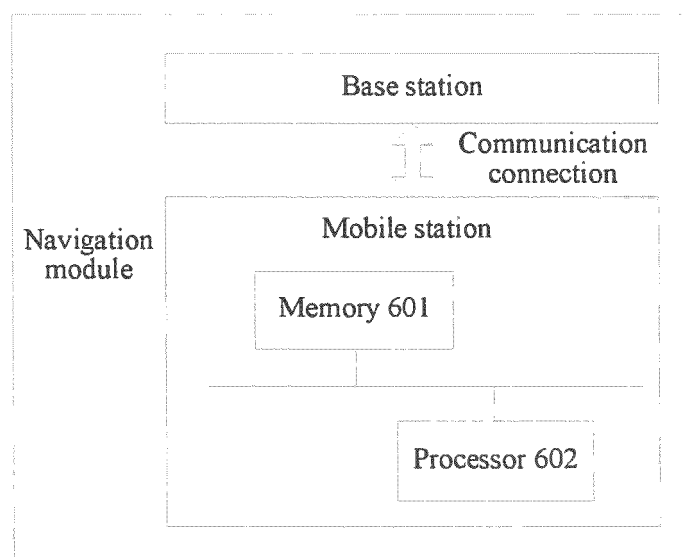 Base station
Communication
connection
Navigation
module
Mobile station
Memory 601
Processor 602